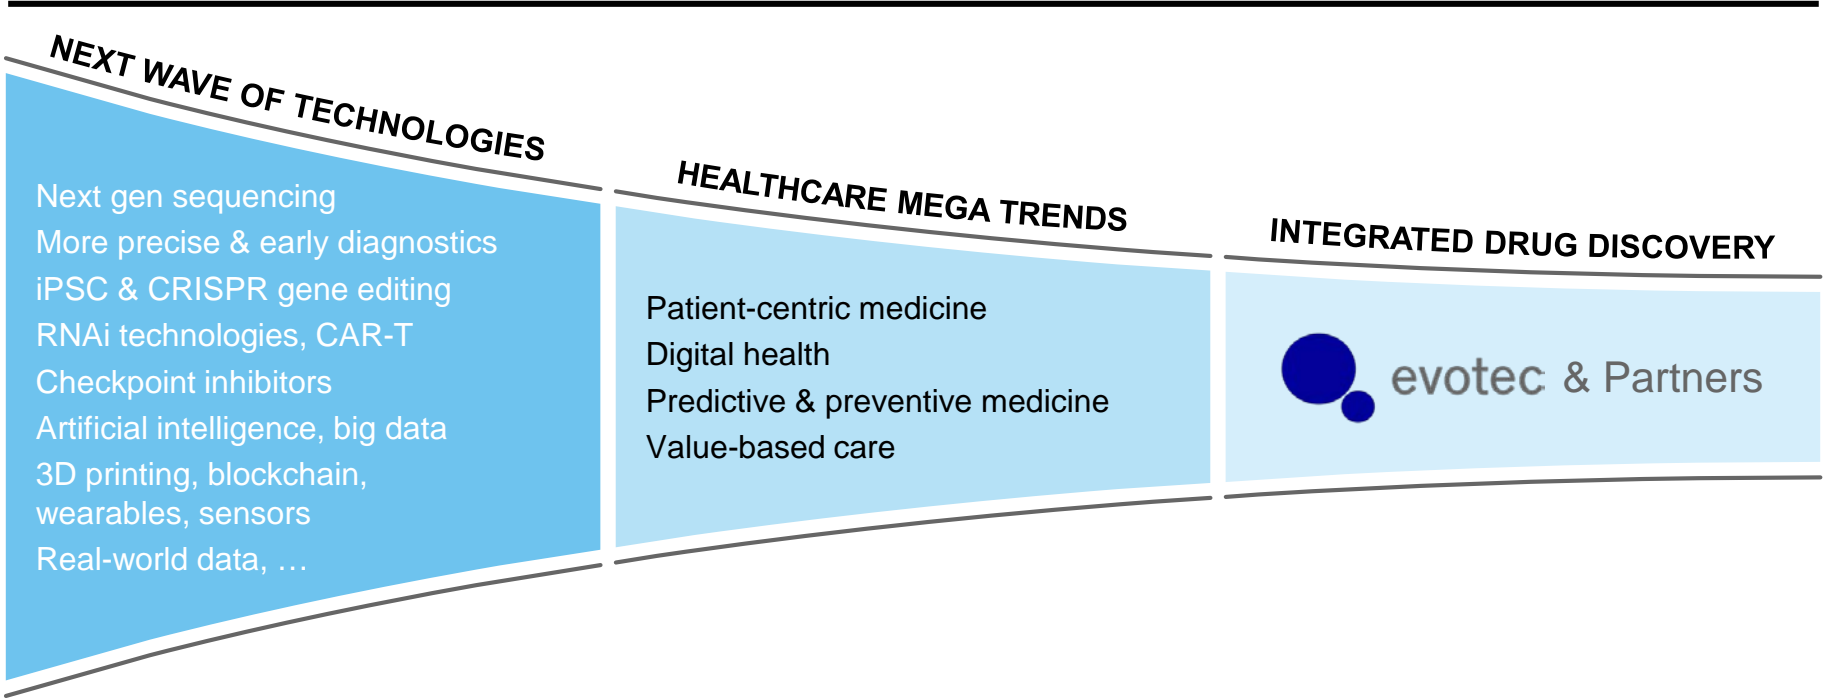 NEXT WAVE OF TECHNOLOGIES
Next gen sequencing
More precise & early diagnostics
iPSC & CRISPR gene editing
RNAi technologies, CAR-T
Checkpoint inhibitors
Artificial intelligence, big data
3D printing, blockchain,
wearables, sensors
Real-world data, …
HEALTHCARE MEGA TRENDS
Patient-centric medicine
Digital health
Predictive & preventive medicine
Value-based care
INTEGRATED DRUG DISCOVERY
evotec & Partners